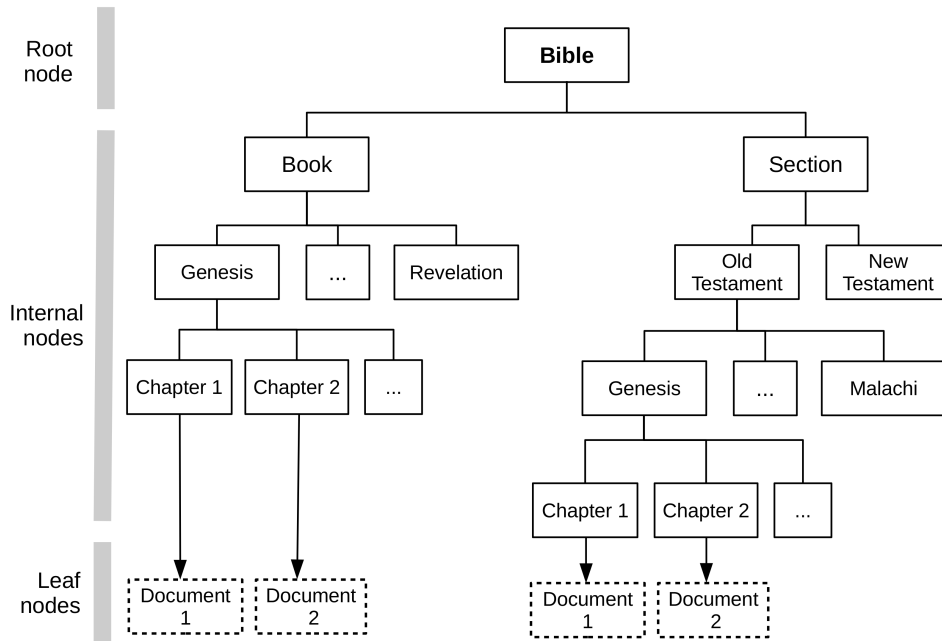 Root
node
Bible
Internal
nodes
Book
Section
Genesis
...
Revelation
Old
Testament
New
Testament
Chapter 1
Chapter 2
...
Genesis
...
Malachi
Chapter 1
Chapter 2
...
Leaf
nodes
Document
1
Document
2
Document
1
Document
2